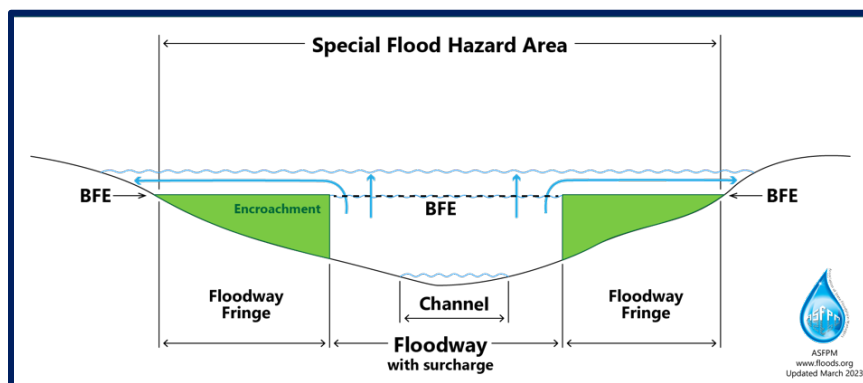 Special Flood Hazard Area
BFE
Encroachment
BFE
BFE
Floodway
Fringe
Channel
Floodway
Fringe
Floodway
with surcharge
ASFPM
ASFPM
www.floods.org
Updated March 2023